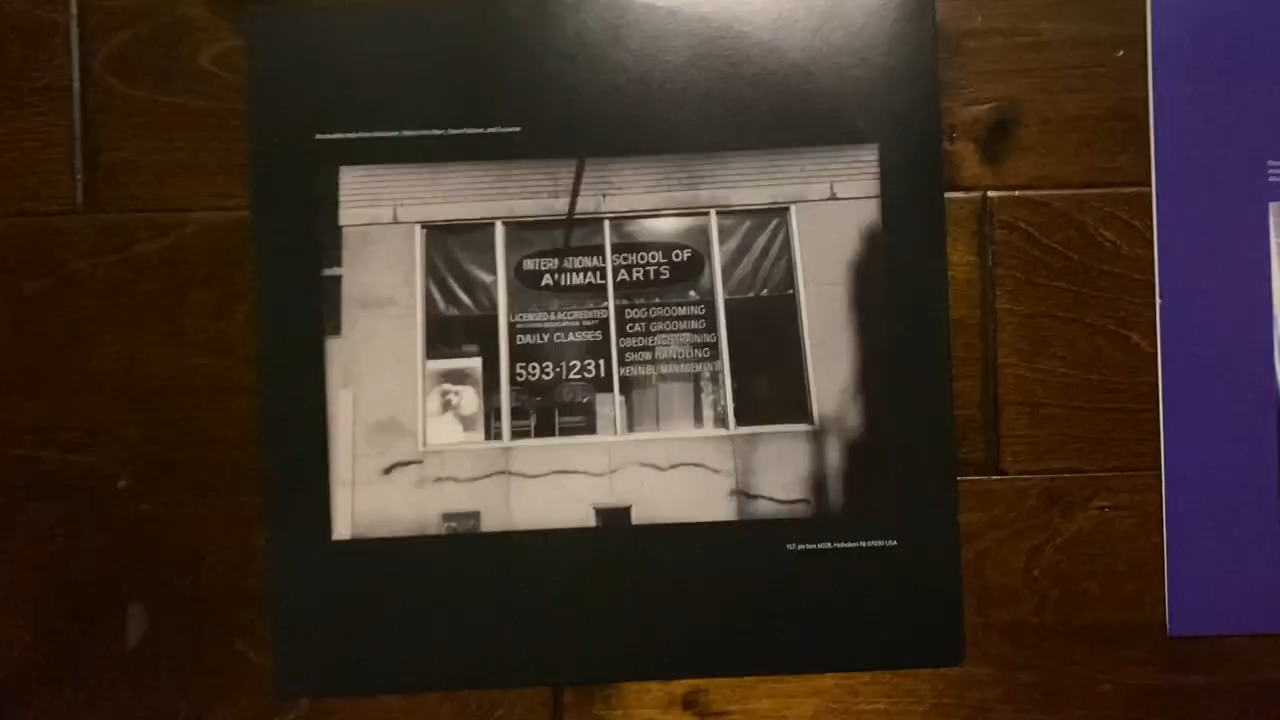 INTERNATIONAL SCHOOL OF
ANIMAL ARTS
LICENSED & ACCREDITED
DAILY CLASSES
593-1231
DOG GROOMING
CAT GROOMING
OBEDIENCE TRAINING
SHOW HANDLING
KENNEL MANAGEMENT
YLT: po box 6028, Hoboken NJ 07030 USA